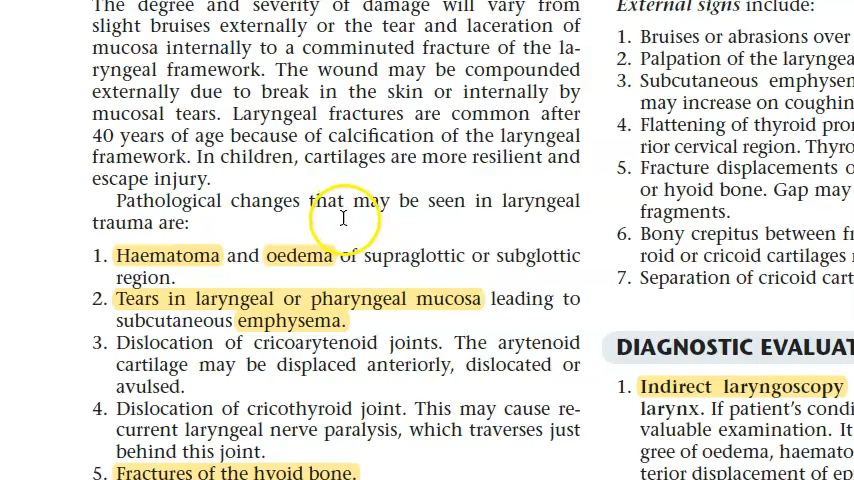 The degree and severity of damage will vary from
slight bruises externally or the tear and laceration of
mucosa internally to a comminuted fracture of the la-
ryngeal framework. The wound may be compounded
externally due to break in the skin or internally by
mucosal tears. Laryngeal fractures are common after
40 years of age because of calcification of the laryngeal
framework. In children, cartilages are more resilient and
escape injury.
Pathological changes that may be seen in laryngeal
trauma are:
1. Haematoma and oedema of supraglottic or subglottic
region.
2. Tears in laryngeal or pharyngeal mucosa leading to
subcutaneous emphysema.
3. Dislocation of cricoarytenoid joints. The arytenoid
cartilage may be displaced anteriorly, dislocated or
avulsed.
4. Dislocation of cricothyroid joint. This may cause re-
current laryngeal nerve paralysis, which traverses just
behind this joint.
5. Fractures of the hyoid bone.
External signs include:
1. Bruises or abrasions over
2. Palpation of the laryngea
3. Subcutaneous emphysem
may increase on coughin
4. Flattening of thyroid pro
rior cervical region. Thyro
5. Fracture displacements o
or hyoid bone. Gap may
fragments.
6. Bony crepitus between fr
roid or cricoid cartilages
7. Separation of cricoid cart
DIAGNOSTIC EVALUAT
1. Indirect laryngoscopy
larynx. If patient's condi
valuable examination. It
gree of oedema, haemato
terior displacement of ep